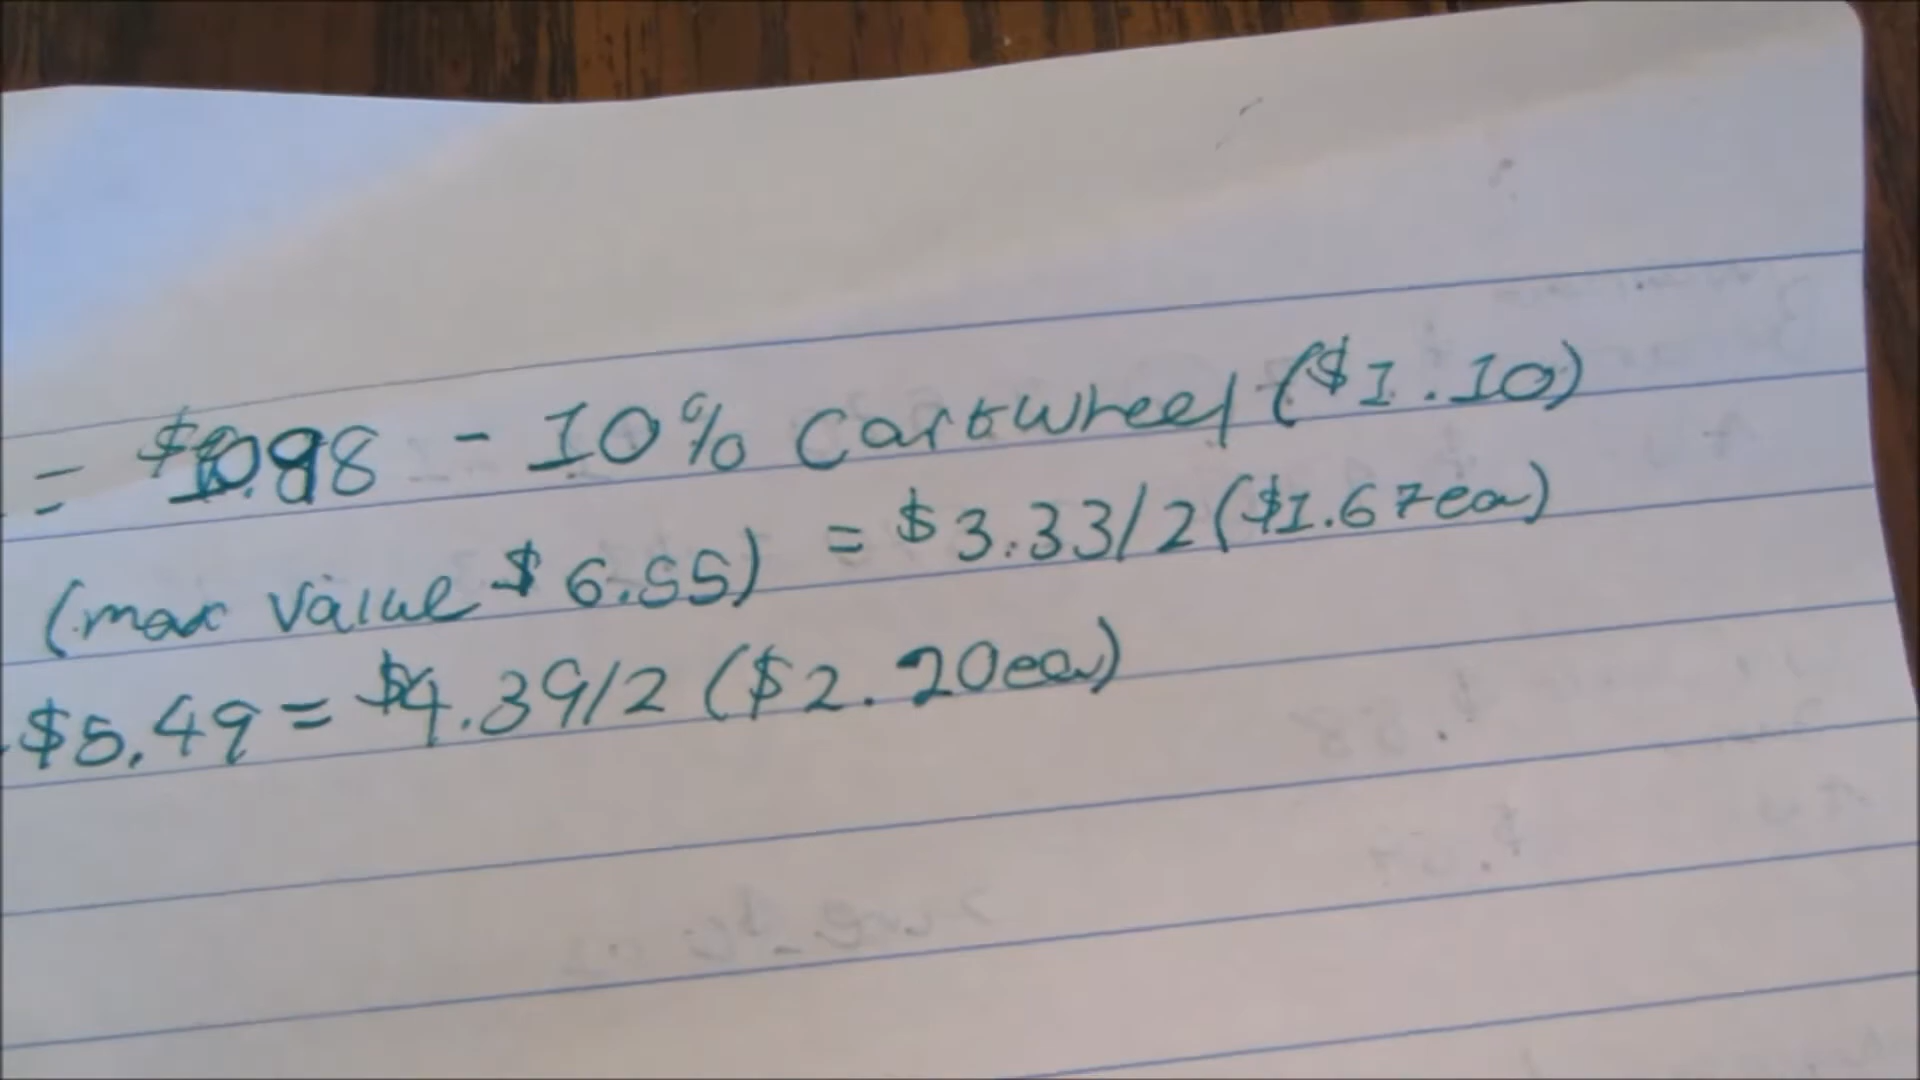 = $10.98 - 10% Cartwheel ($1.10)
(max value $6.55) = $3.33/2 ($1.67ea)
$5.49 = $4.39/2 ($2.20ea)